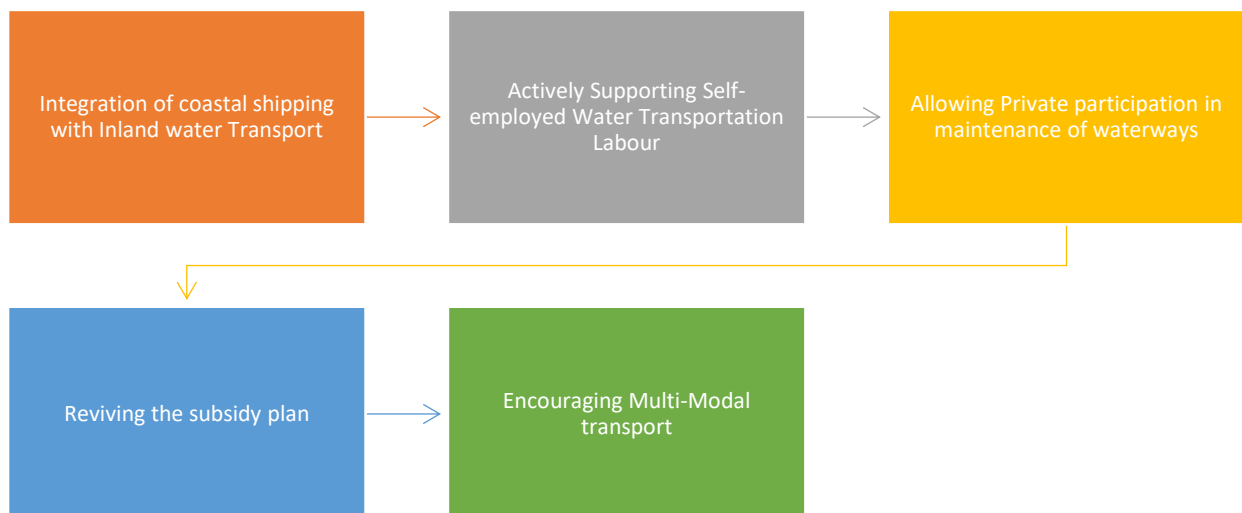 Integration of coastal shipping
with Inland water Transport
Actively Supporting Self-
employed Water Transportation
Labour
Allowing Private participation in
maintenance of waterways
Reviving the subsidy plan
Encouraging Multi-Modal
transport